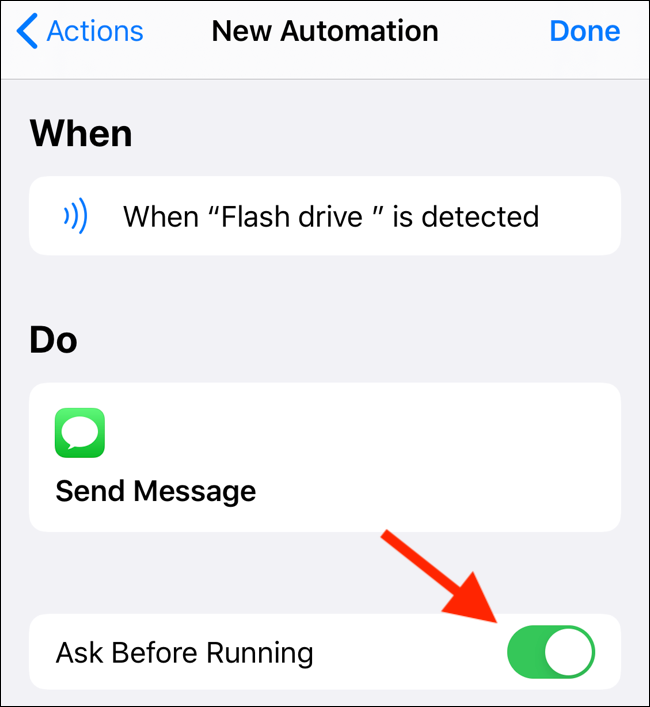 Actions New Automation Done
When
When “Flash drive ” is detected
Do
Send Message
Ask Before Running